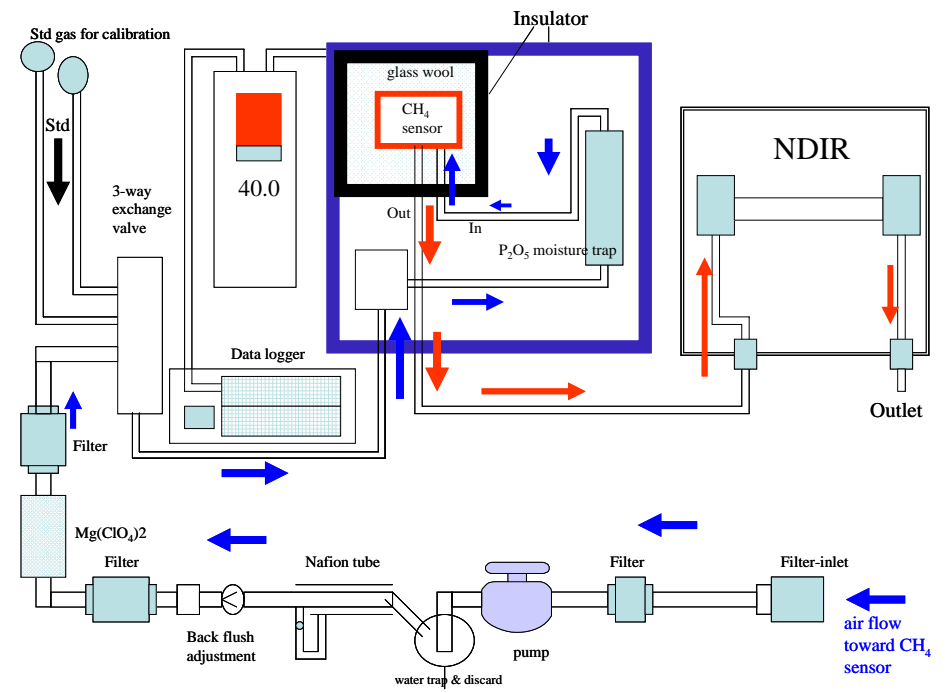 Insulator
Std gas for calibration
glass wool
CH₄
sensor
NDIR
Std
40.0
3-way
exchange
valve
Out
In
P₂O₅ moisture trap
Data logger
Outlet
Filter
Mg(ClO₄)2
Filter
Nafion tube
Filter
Filter-inlet
Back flush
adjustment
pump
water trap & discard
air flow
toward CH₄
sensor